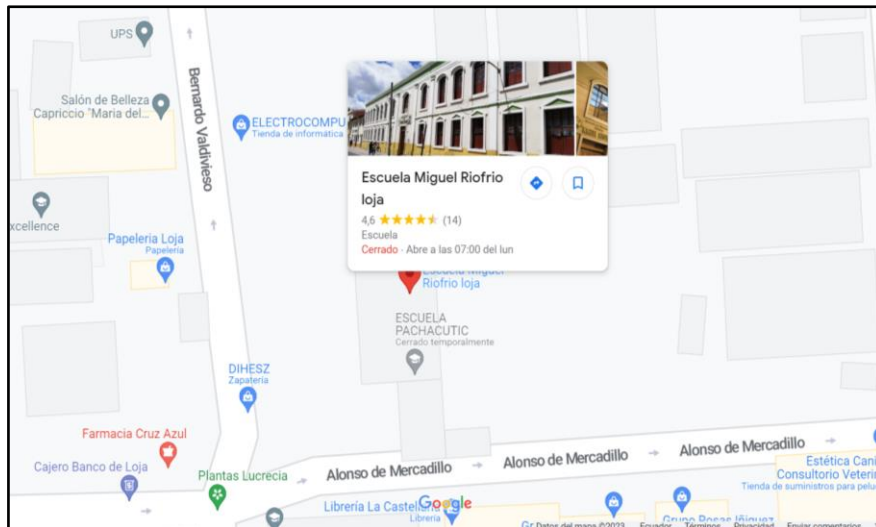 UPS
Salón de Belleza
Capriccio "Maria del...
Bernardo Valdivieso
ELECTROCOMPU
Tienda de informática
Escuela Miguel Riofrio
loja
4,6 (14)
Escuela
Cerrado · Abre a las 07:00 del lun
xcellence
Papeleria Loja
Papelería
Escuela Miguel
Riofrio loja
ESCUELA
PACHACUTIC
Cerrado temporalmente
DIHESZ
Zapatería
Farmacia Cruz Azul
Cajero Banco de Loja
Plantas Lucrecia
Alonso de Mercadillo
Alonso de Mercadillo
Alonso de Mercadillo
Estética Cani
Consultorio Veterin
Tienda de suministros para pelu
Librería La Castellana
Librería
Google
Grupo Rosas Iñiguez
Datos del mapa ©2023 Ecuador Términos Privacidad Enviar comentarios